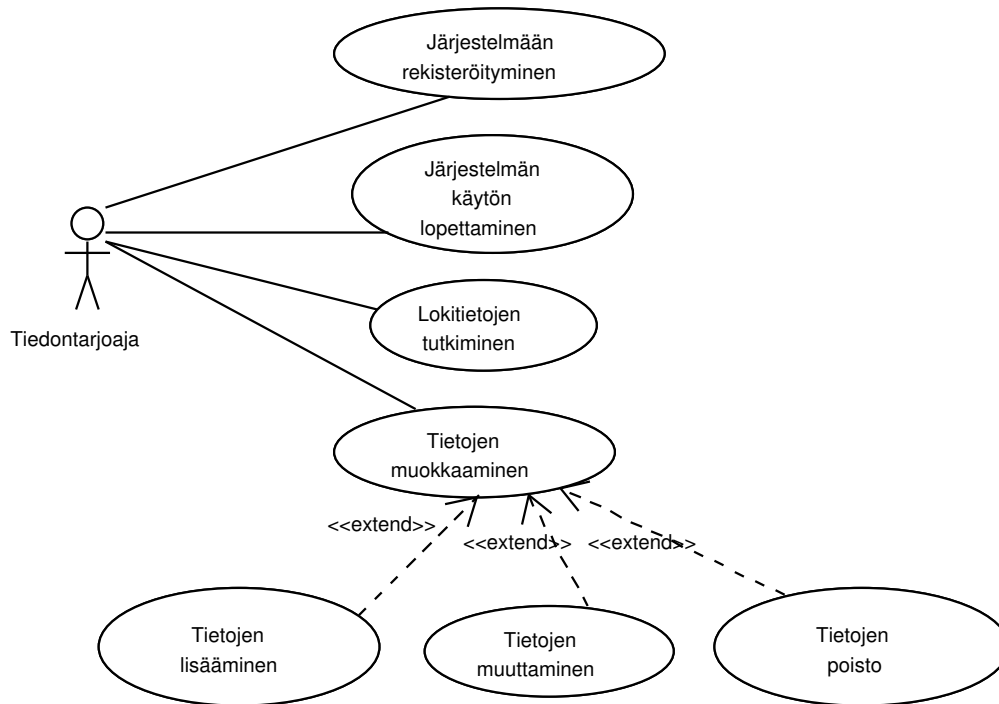 Järjestelmään
rekisteröityminen
Järjestelmän
käytön
lopettaminen
Tiedontarjoaja
Lokitietojen
tutkiminen
Tietojen
muokkaaminen
<<extend>>
<<extend>>
<<extend>>
Tietojen
lisääminen
Tietojen
muuttaminen
Tietojen
poisto